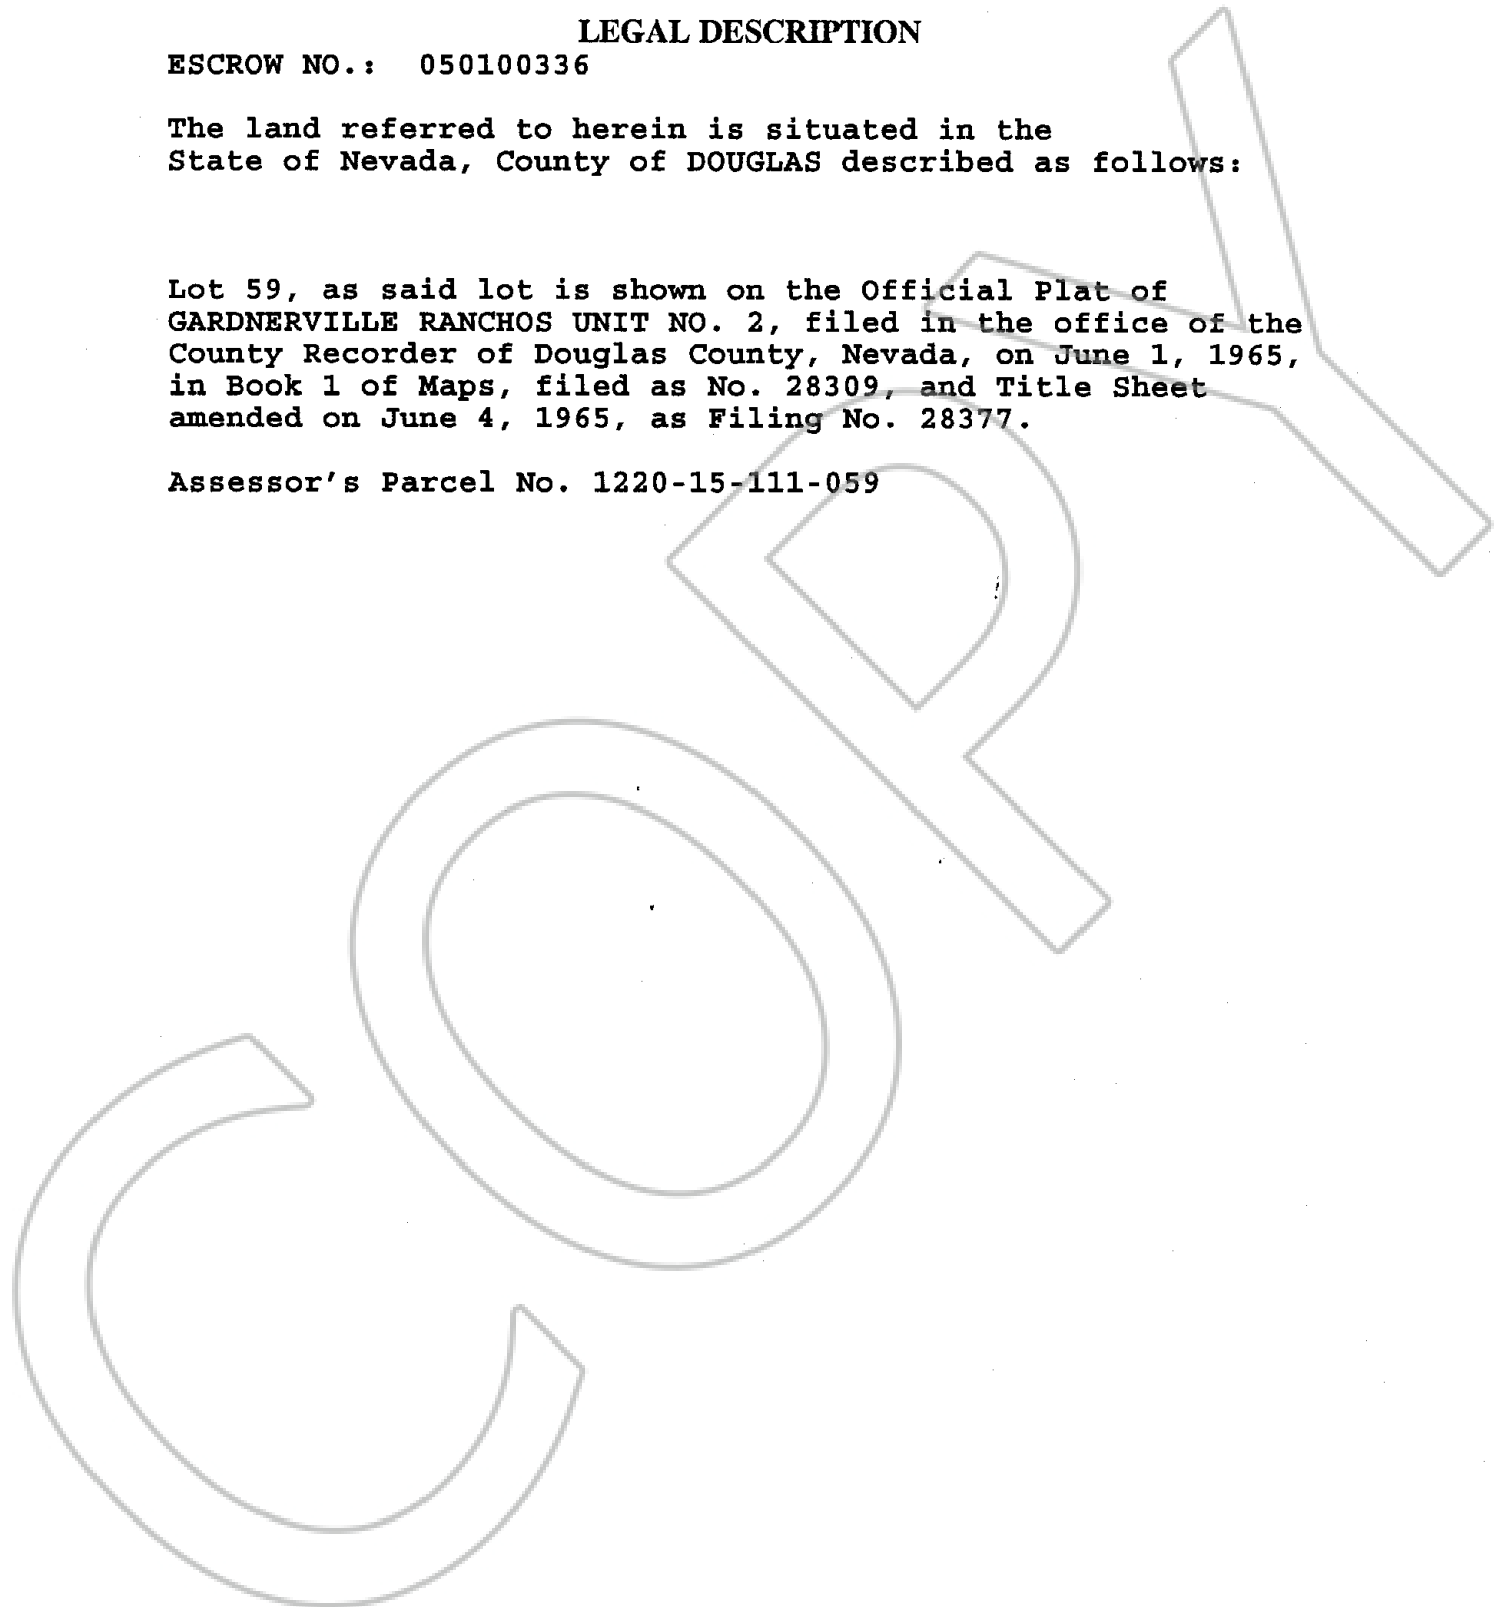 LEGAL DESCRIPTION
ESCROW NO.: 050100336
The land referred to herein is situated in the
State of Nevada, County of DOUGLAS described as follows:
Lot 59, as said lot is shown on the Official Plat of
GARDNERVILLE RANCHOS UNIT NO. 2, filed in the office of the
County Recorder of Douglas County, Nevada, on June 1, 1965,
in Book 1 of Maps, filed as No. 28309, and Title Sheet
amended on June 4, 1965, as Filing No. 28377.
Assessor's Parcel No. 1220-15-111-059
COPY